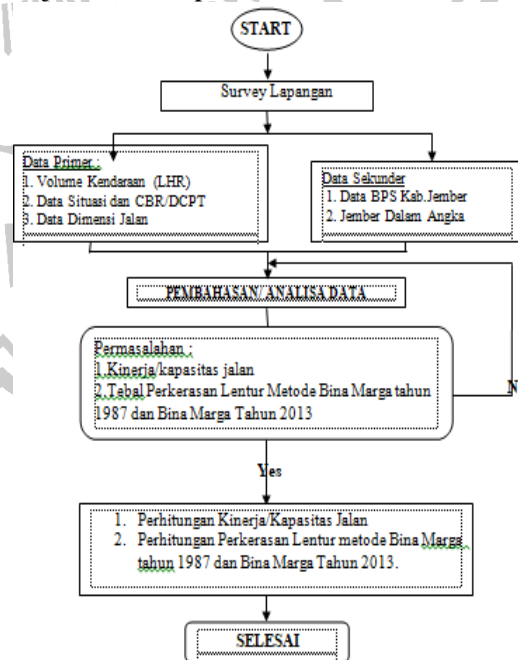 START
Survey Lapangan
Data Primer :
1. Volume Kendaraan (LHR)
2. Data Situasi dan CBR/DCPT
3. Data Dimensi Jalan
Data Sekunder
1. Data BPS Kab.Jember
2. Jember Dalam Angka
PEMBAHASAN/ ANALISA DATA
Permasalahan :
1.Kinerja/kapasitas jalan
2.Tebal Perkerasan Lentur Metode Bina Marga tahun
1987 dan Bina Marga Tahun 2013
N
Yes
1. Perhitungan Kinerja/Kapasitas Jalan
2. Perhitungan Perkerasan Lentur metode Bina Marga
tahun 1987 dan Bina Marga Tahun 2013.
SELESAI